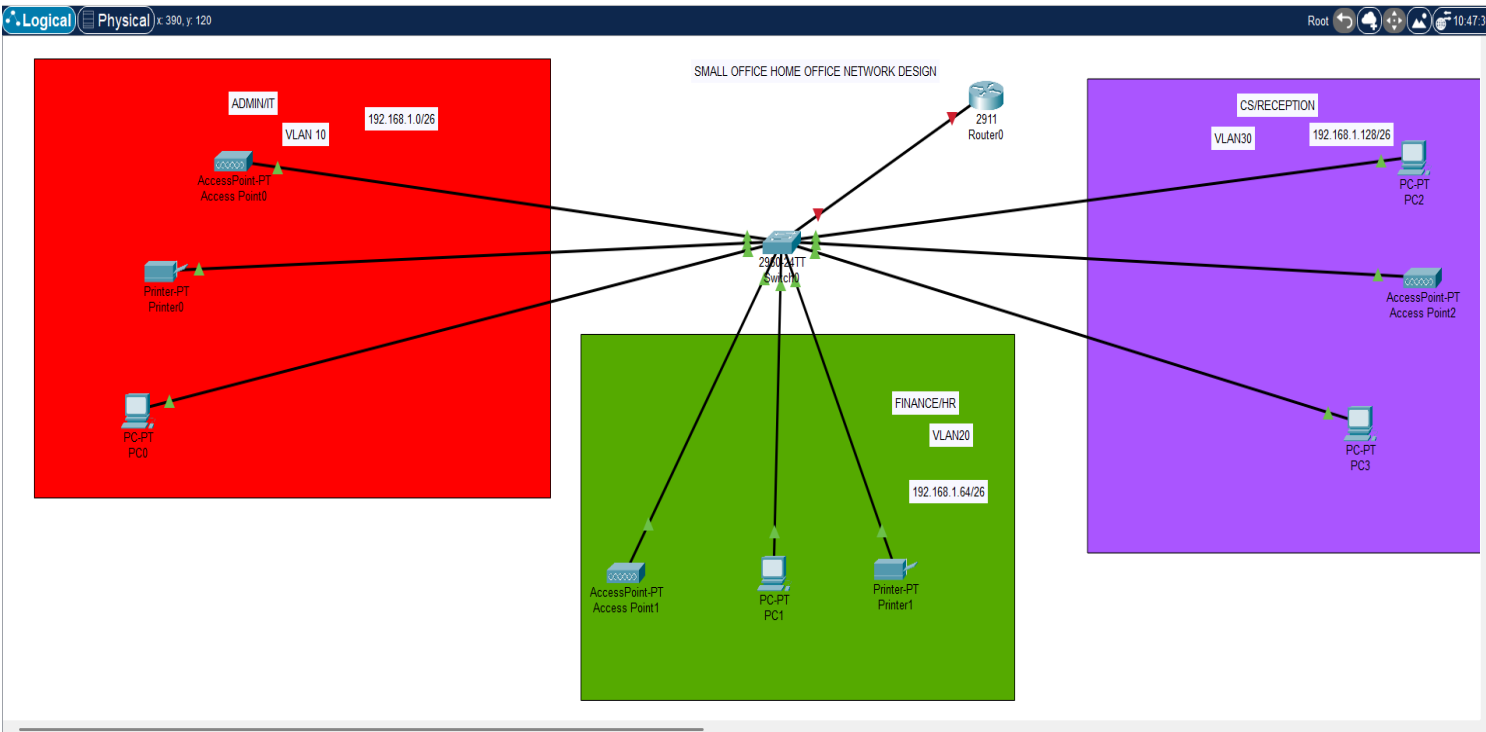 Logical
Physical
x: 390, y: 120
Root
10:47:3
SMALL OFFICE HOME OFFICE NETWORK DESIGN
ADMIN/IT
VLAN 10
192.168.1.0/26
AccessPoint-PT
Access Point0
Printer-PT
Printer0
PC-PT
PC0
2911
Router0
2960-24TT
Switch0
CS/RECEPTION
VLAN30
192.168.1.128/26
PC-PT
PC2
AccessPoint-PT
Access Point2
PC-PT
PC3
FINANCE/HR
VLAN20
192.168.1.64/26
AccessPoint-PT
Access Point1
PC-PT
PC1
Printer-PT
Printer1